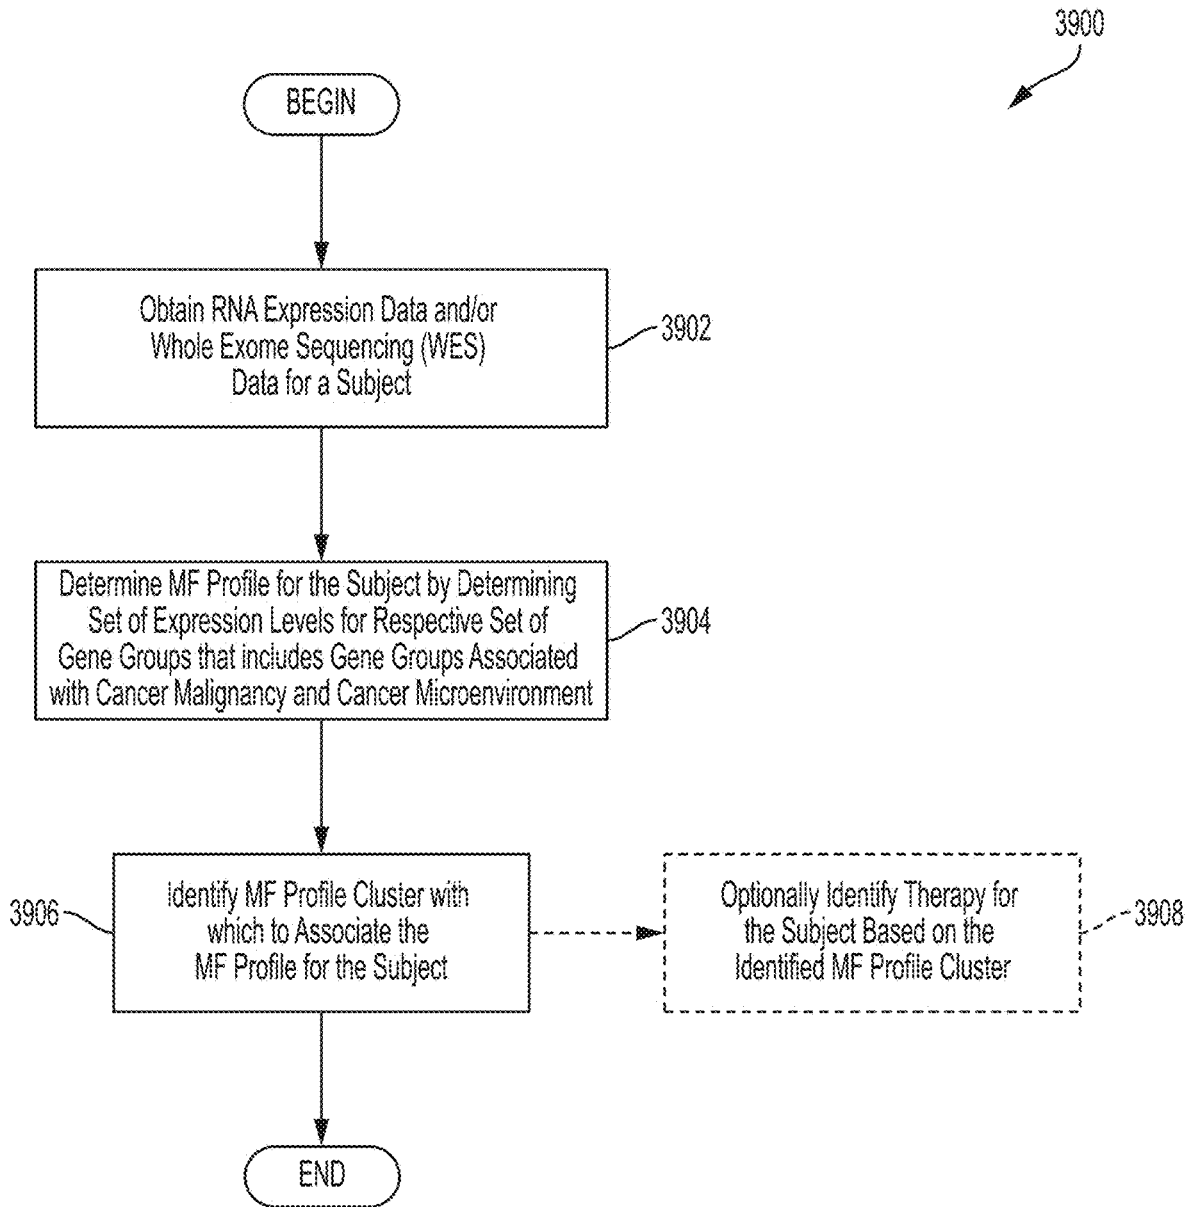 3900
BEGIN
Obtain RNA Expression Data and/or
Whole Exome Sequencing (WES)
Data for a Subject
3902
Determine MF Profile for the Subject by Determining
Set of Expression Levels for Respective Set of
Gene Groups that includes Gene Groups Associated
with Cancer Malignancy and Cancer Microenvironment
3904
3906
Identify MF Profile Cluster with
which to Associate the
MF Profile for the Subject
Optionally Identify Therapy for
the Subject Based on the
Identified MF Profile Cluster
3908
END